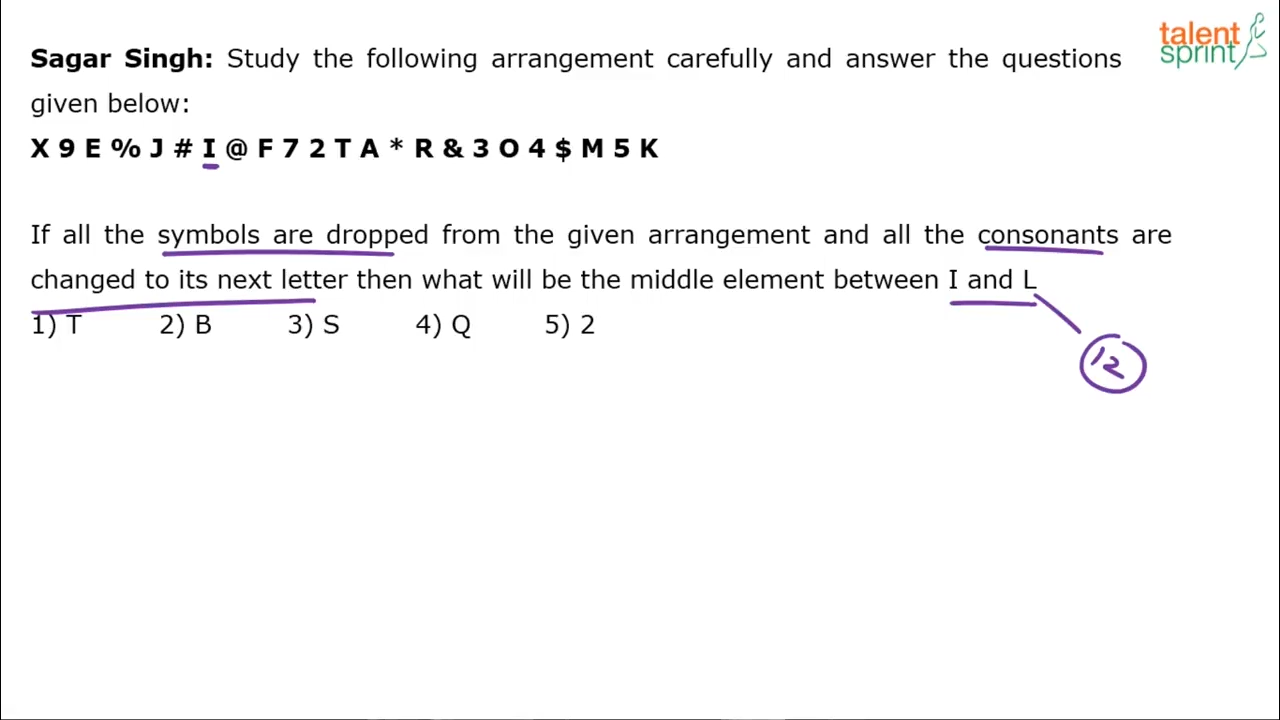 talent
sprint
Sagar Singh: Study the following arrangement carefully and answer the questions
given below:
X 9 E % J # I @ F 7 2 T A * R & 3 O 4 $ M 5 K
If all the symbols are dropped from the given arrangement and all the consonants are
changed to its next letter then what will be the middle element between I and L
1) T 2) B 3) S 4) Q 5) 2
12